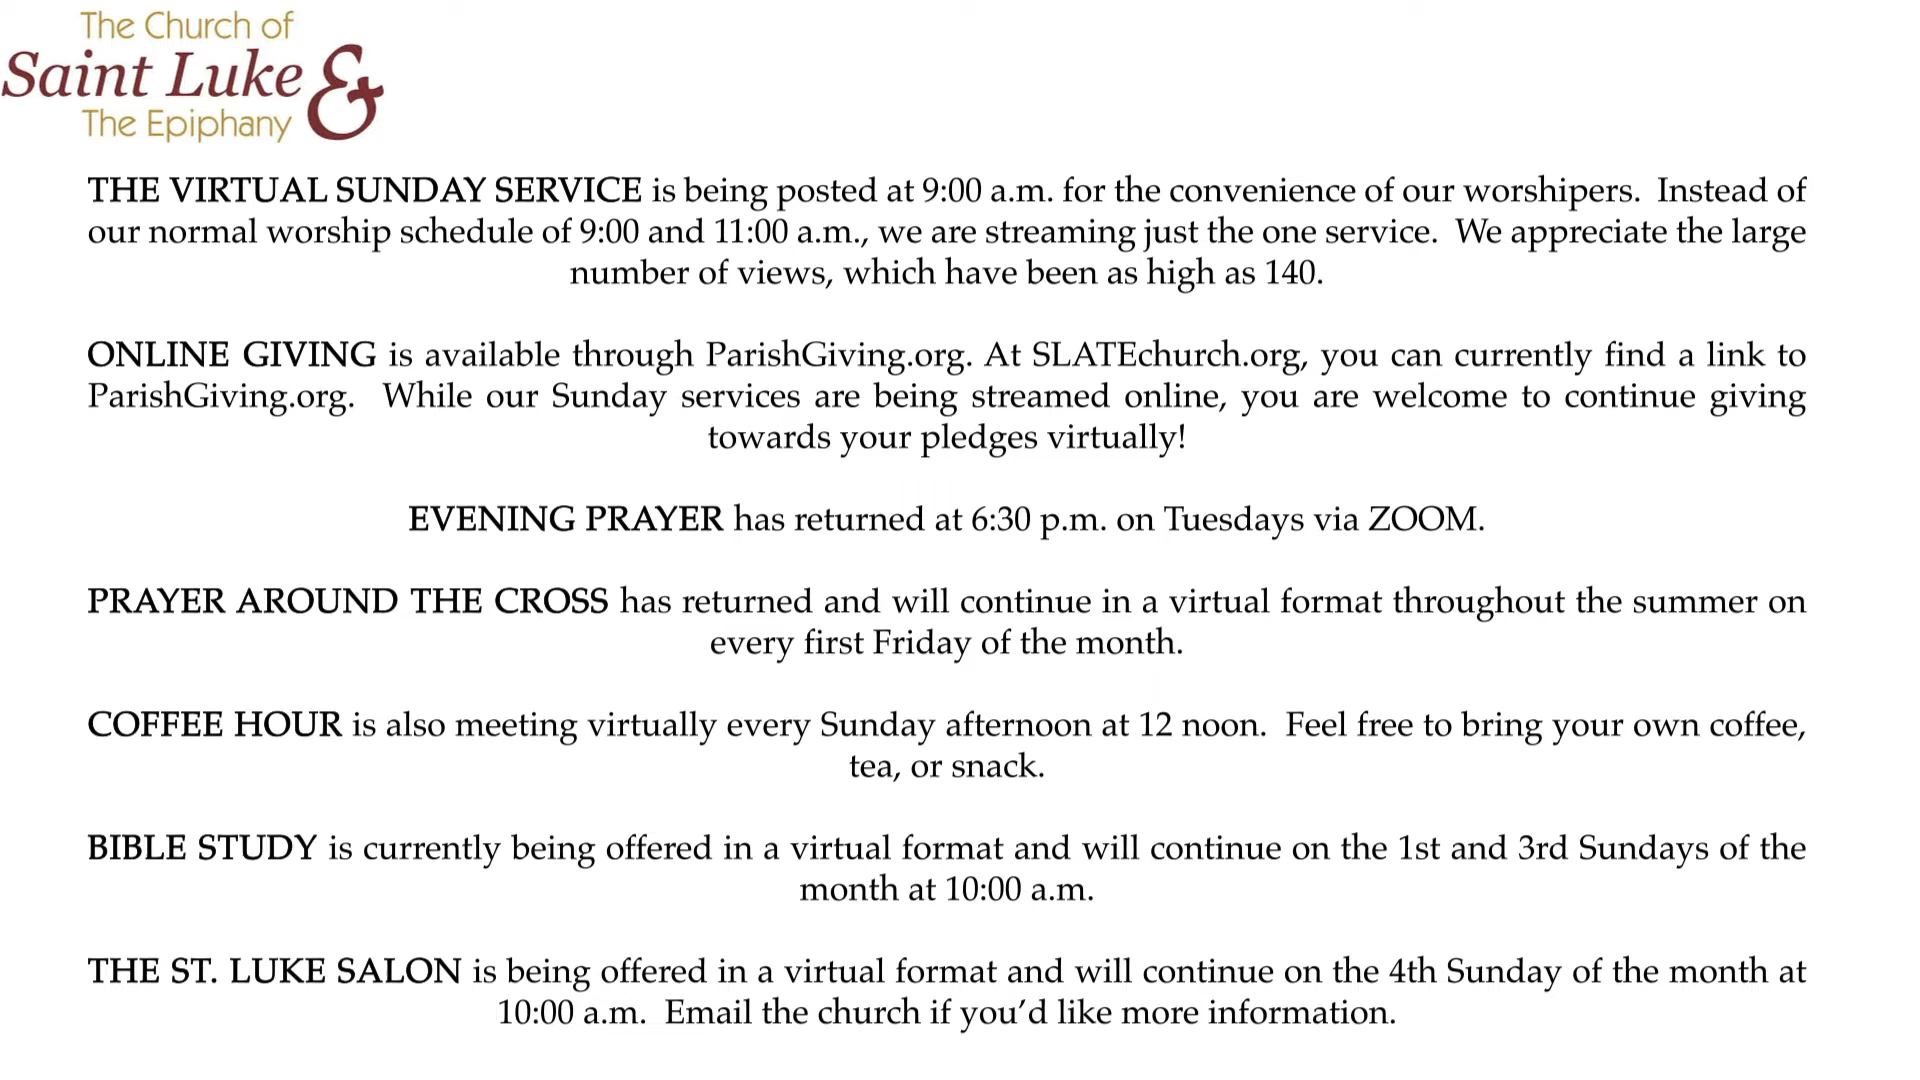 The Church of
Saint Luke &
The Epiphany
THE VIRTUAL SUNDAY SERVICE is being posted at 9:00 a.m. for the convenience of our worshipers.  Instead of
our normal worship schedule of 9:00 and 11:00 a.m., we are streaming just the one service.  We appreciate the large
number of views, which have been as high as 140.
ONLINE GIVING is available through ParishGiving.org. At SLATEchurch.org, you can currently find a link to
ParishGiving.org.  While our Sunday services are being streamed online, you are welcome to continue giving
towards your pledges virtually!
EVENING PRAYER has returned at 6:30 p.m. on Tuesdays via ZOOM.
PRAYER AROUND THE CROSS has returned and will continue in a virtual format throughout the summer on
every first Friday of the month.
COFFEE HOUR is also meeting virtually every Sunday afternoon at 12 noon.  Feel free to bring your own coffee,
tea, or snack.
BIBLE STUDY is currently being offered in a virtual format and will continue on the 1st and 3rd Sundays of the
month at 10:00 a.m.
THE ST. LUKE SALON is being offered in a virtual format and will continue on the 4th Sunday of the month at
10:00 a.m.  Email the church if you’d like more information.